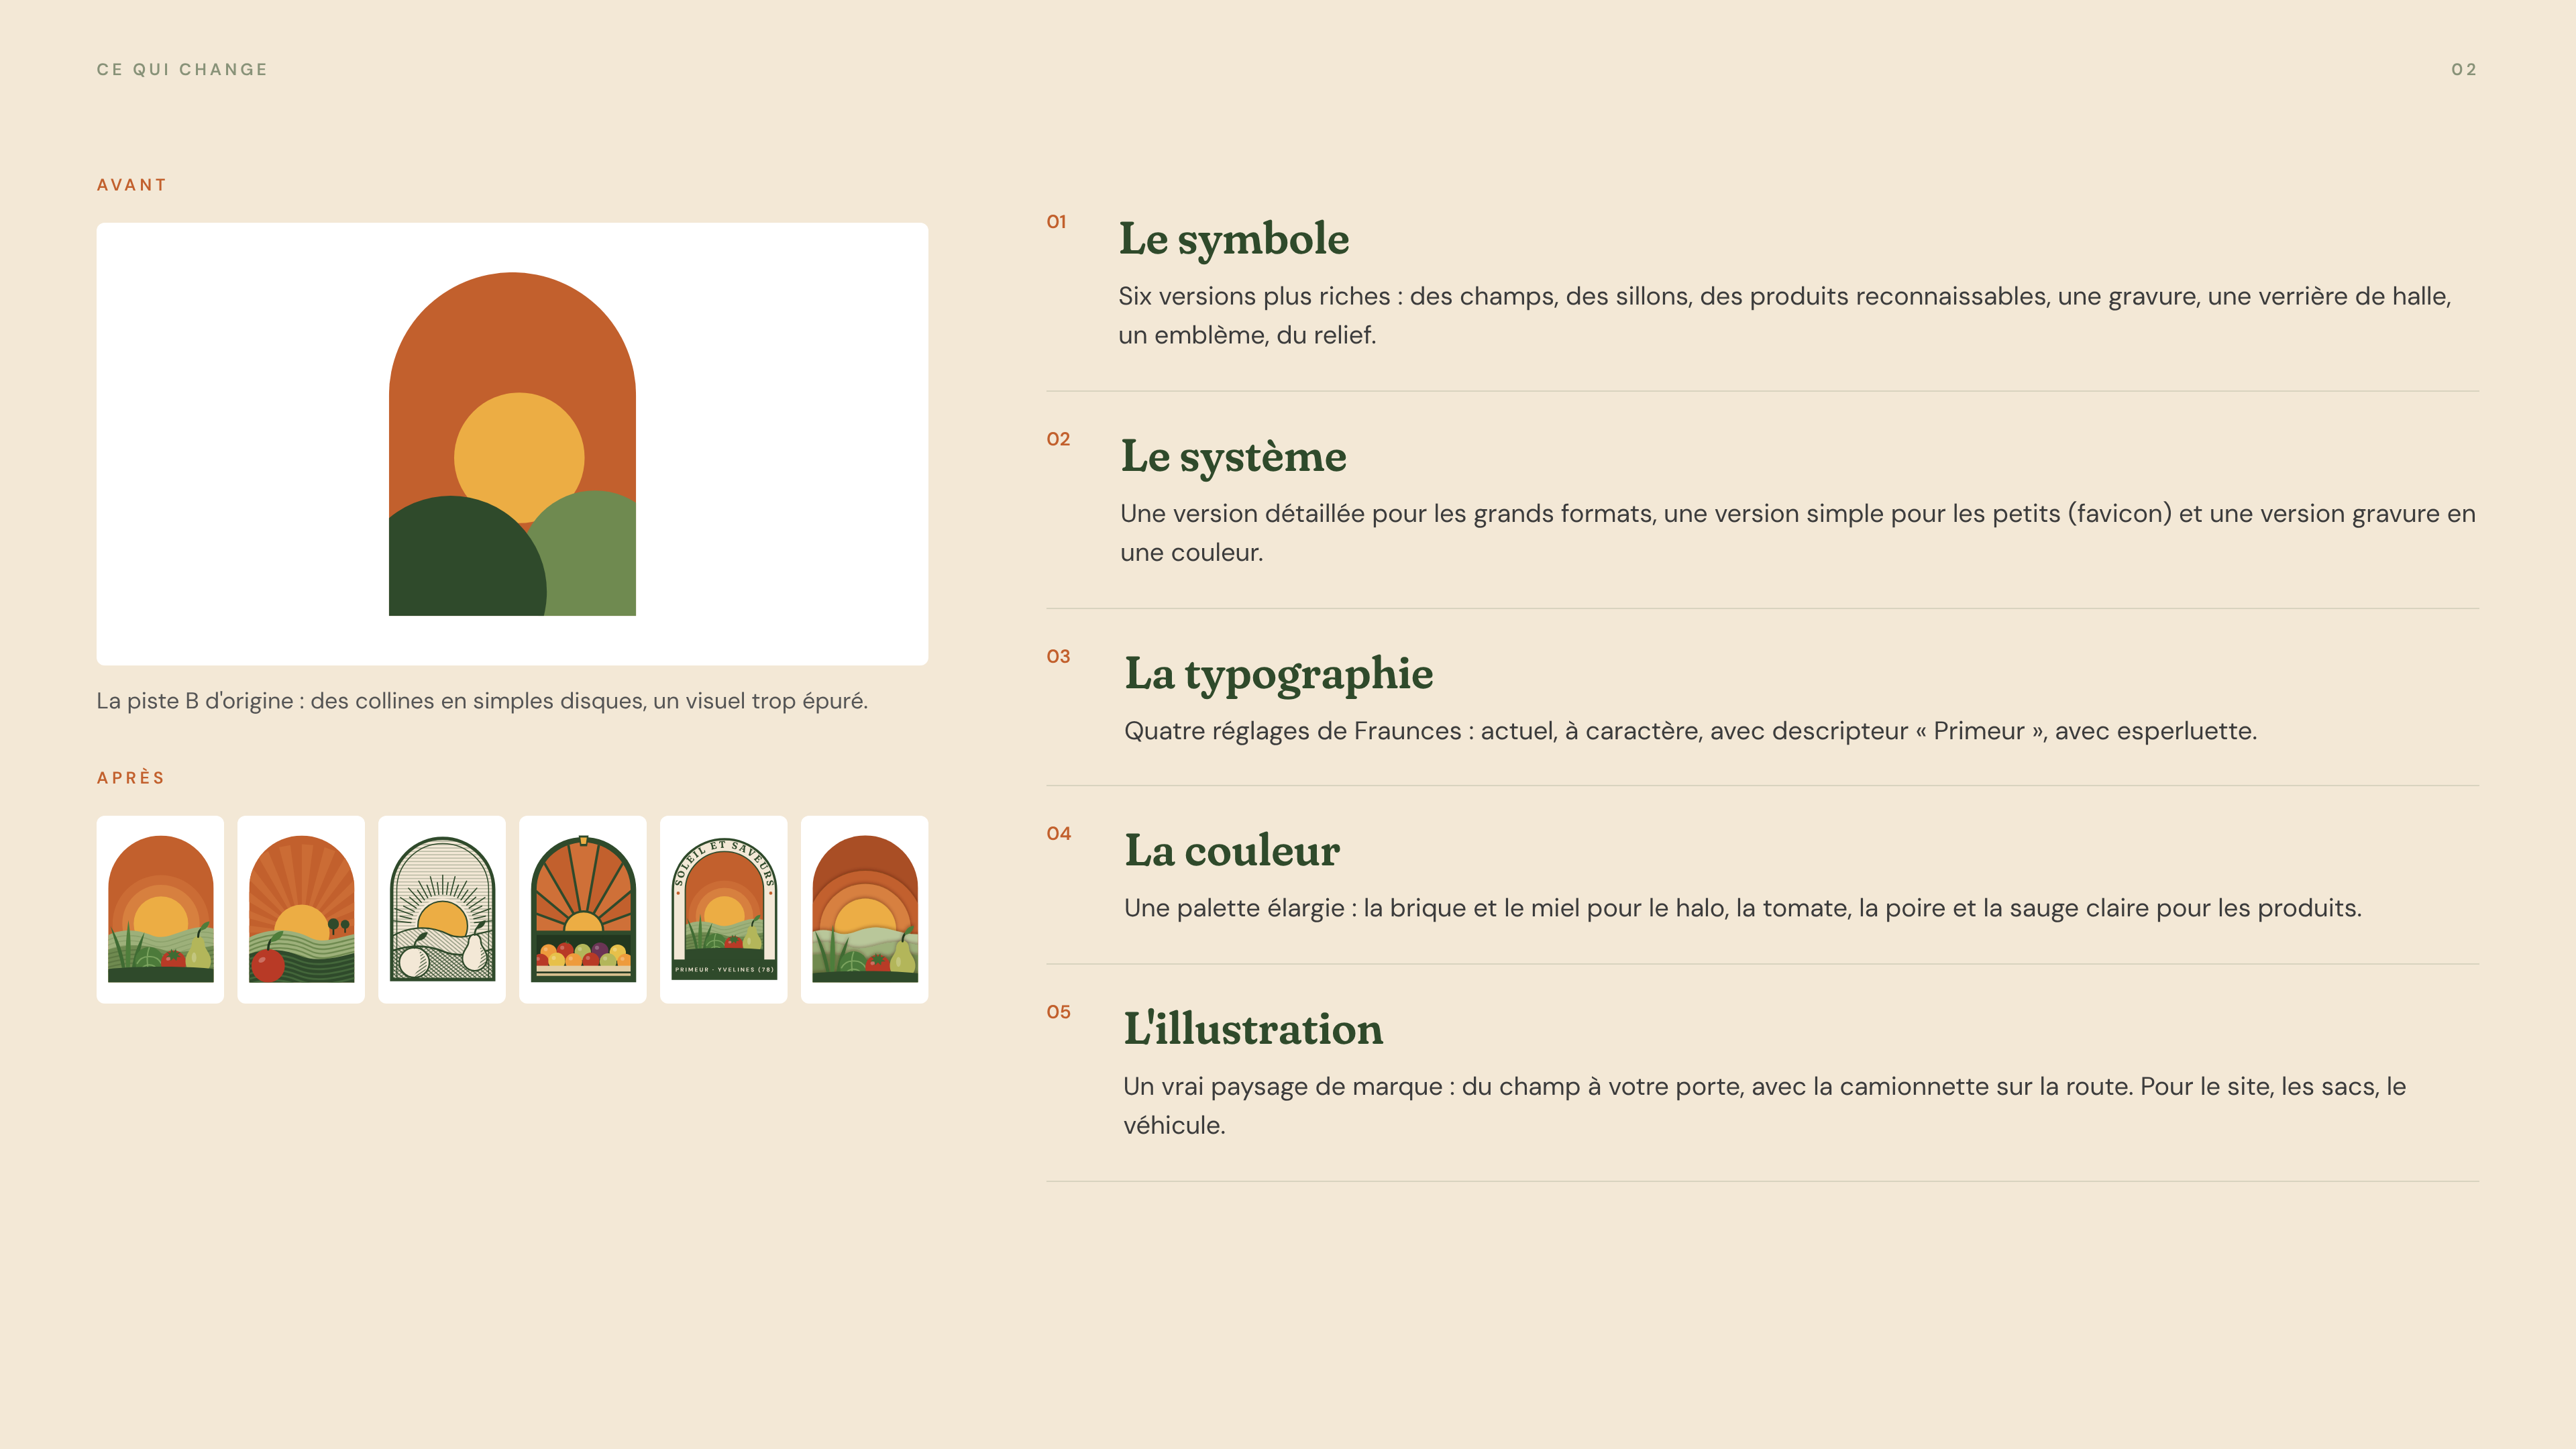 CE QUI CHANGE
02
AVANT
La piste B d'origine : des collines en simples disques, un visuel trop épuré.
APRÈS
SOLEIL ET SAVEURS
PRIMEUR - YVELINES (78)
01
Le symbole
Six versions plus riches : des champs, des sillons, des produits reconnaissables, une gravure, une verrière de halle,
un emblème, du relief.
02
Le système
Une version détaillée pour les grands formats, une version simple pour les petits (favicon) et une version gravure en
une couleur.
03
La typographie
Quatre réglages de Fraunces : actuel, à caractère, avec descripteur « Primeur », avec esperluette.
04
La couleur
Une palette élargie : la brique et le miel pour le halo, la tomate, la poire et la sauge claire pour les produits.
05
L'illustration
Un vrai paysage de marque : du champ à votre porte, avec la camionnette sur la route. Pour le site, les sacs, le
véhicule.